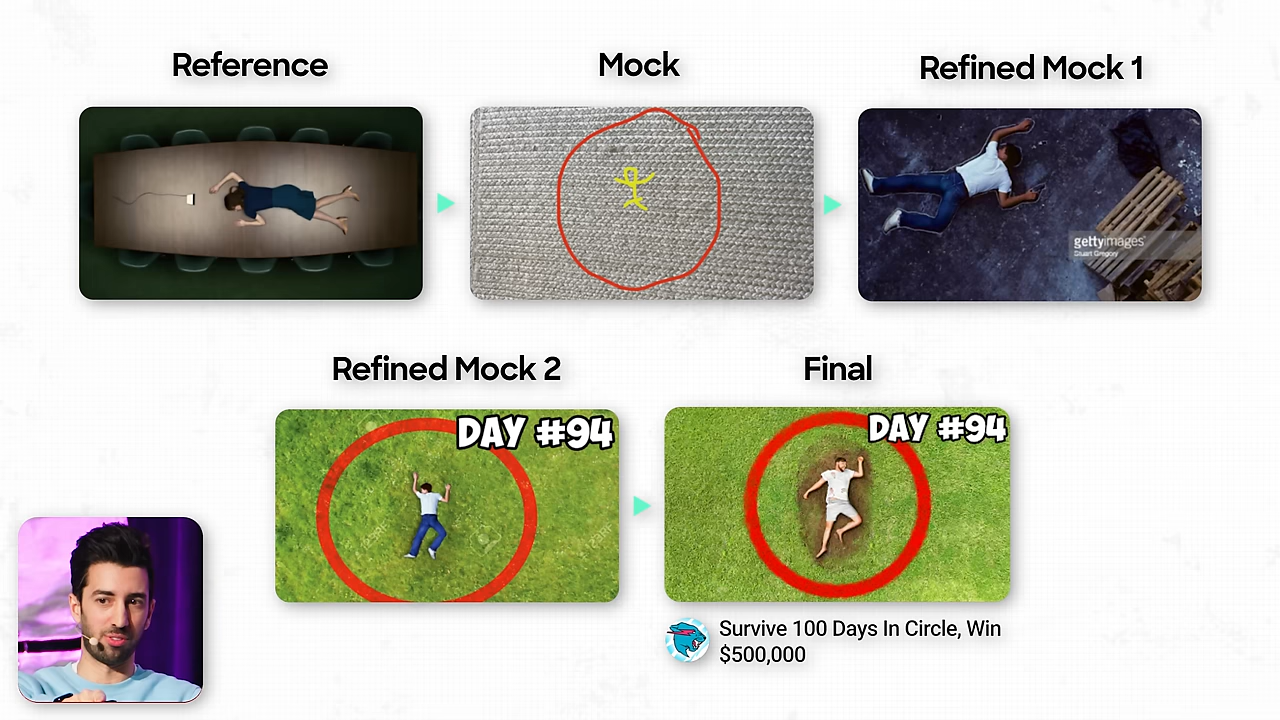 Reference
Mock
Refined Mock 1
gettyimages
Stuart Gregory
Refined Mock 2
Final
DAY #94
DAY #94
Survive 100 Days In Circle, Win
$500,000